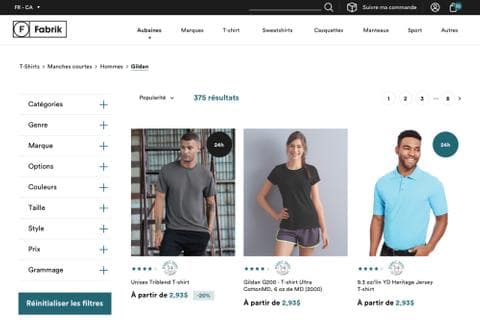 FR - CA
Suivre ma commande
F Fabrik
Aubaines Marques T-shirt Sweatshirts Casquettes Manteaux Sport Autres
T-Shirts > Manches courtes > Hommes > Gildan
Popularité
375 résultats
1 2 3 ... 8 >
Catégories +
Genre +
Marque +
Options +
Couleurs +
Taille +
Style +
Prix +
Grammage +
Réinitialiser les filtres
24h
Unisex Triblend T-shirt
À partir de 2,93$ -20%
Gildan G200 - T-shirt Ultra
CottonMD, 6 oz de MD (2000)
À partir de 2,93$
24h
5.3 oz/lin YD Heritage Jersey
T-shirt
À partir de 2,93$